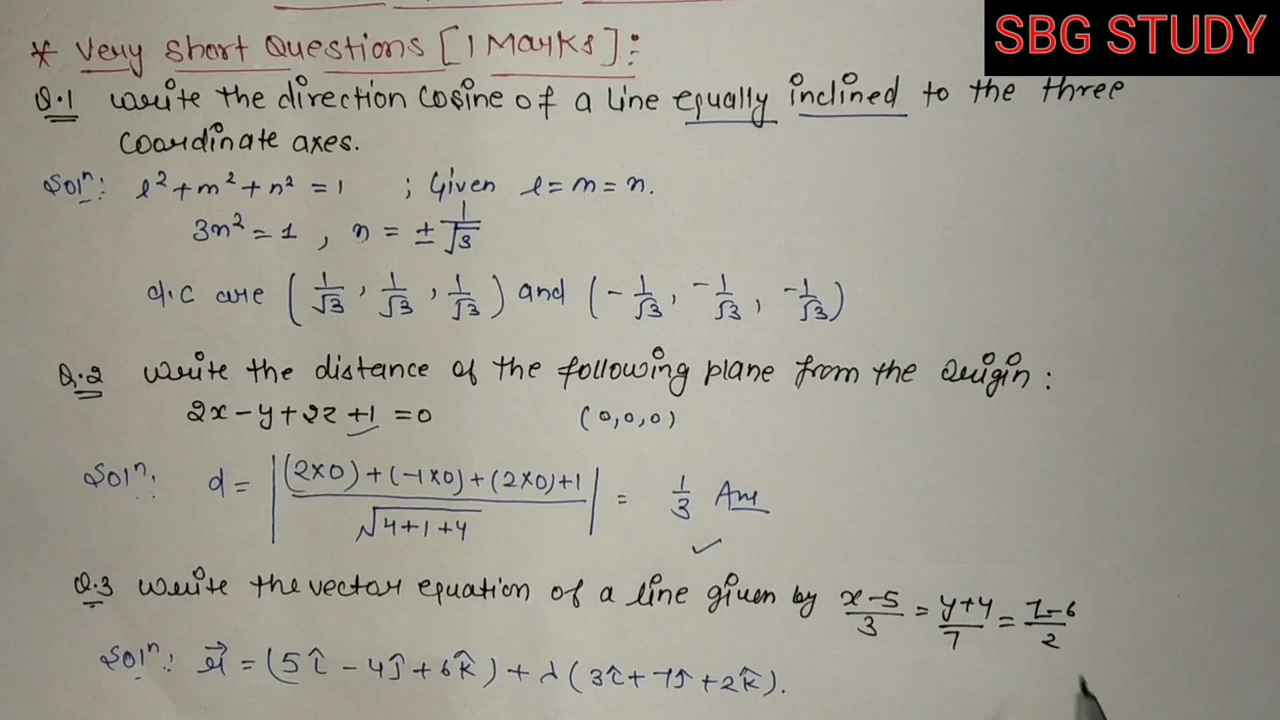 SBG STUDY
* Very Short Questions [1 Marks] :
Q.1 write the direction cosine of a line equally inclined to the three
coordinate axes.
Solⁿ: l² + m² + n² = 1 ; Given l = m = n.
3n² = 1 , n = ± 1/√3
d.c are (1/√3, 1/√3, 1/√3) and (-1/√3, -1/√3, -1/√3)
Q.2 write the distance of the following plane from the origin :
2x - y + 2z + 1 = 0 (0,0,0)
Solⁿ: d = |(2×0) + (-1×0) + (2×0) + 1 / √4+1+4| = 1/3 Ans
Q.3 write the vector equation of a line given by x-5/3 = y+4/7 = z-6/2
Solⁿ: r⃗ = (5î - 4ĵ + 6k̂) + λ(3î + 7ĵ + 2k̂).